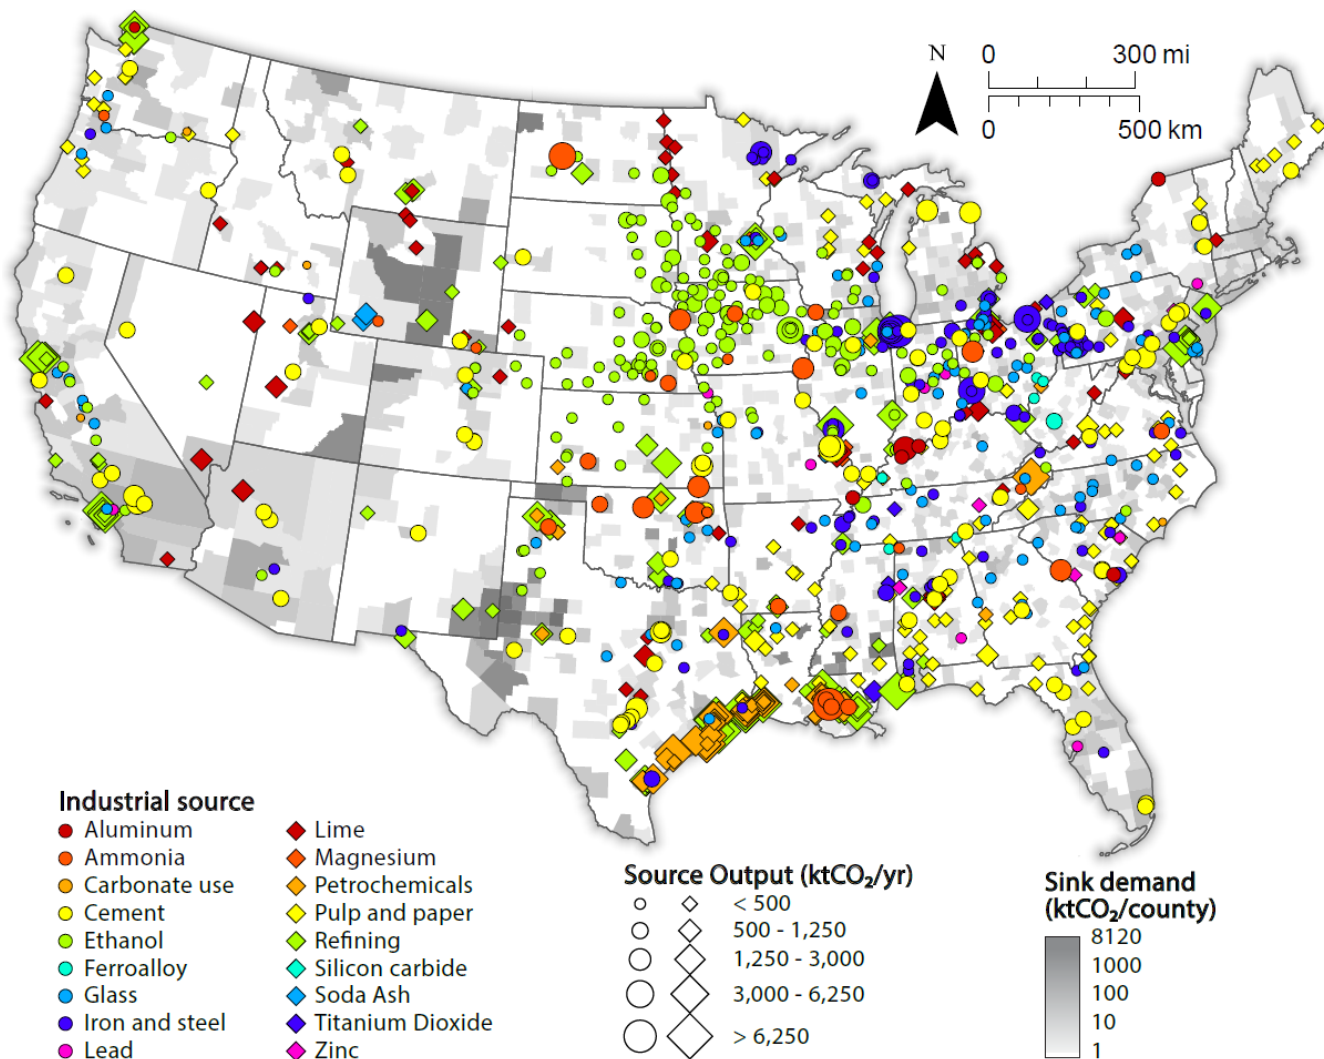 N
0 300 mi
0 500 km
Industrial source
Aluminum
Ammonia
Carbonate use
Cement
Ethanol
Ferroalloy
Glass
Iron and steel
Lead
Lime
Magnesium
Petrochemicals
Pulp and paper
Refining
Silicon carbide
Soda Ash
Titanium Dioxide
Zinc
Source Output (ktCO₂/yr)
< 500
500 - 1,250
1,250 - 3,000
3,000 - 6,250
> 6,250
Sink demand
(ktCO₂/county)
8120
1000
100
10
1